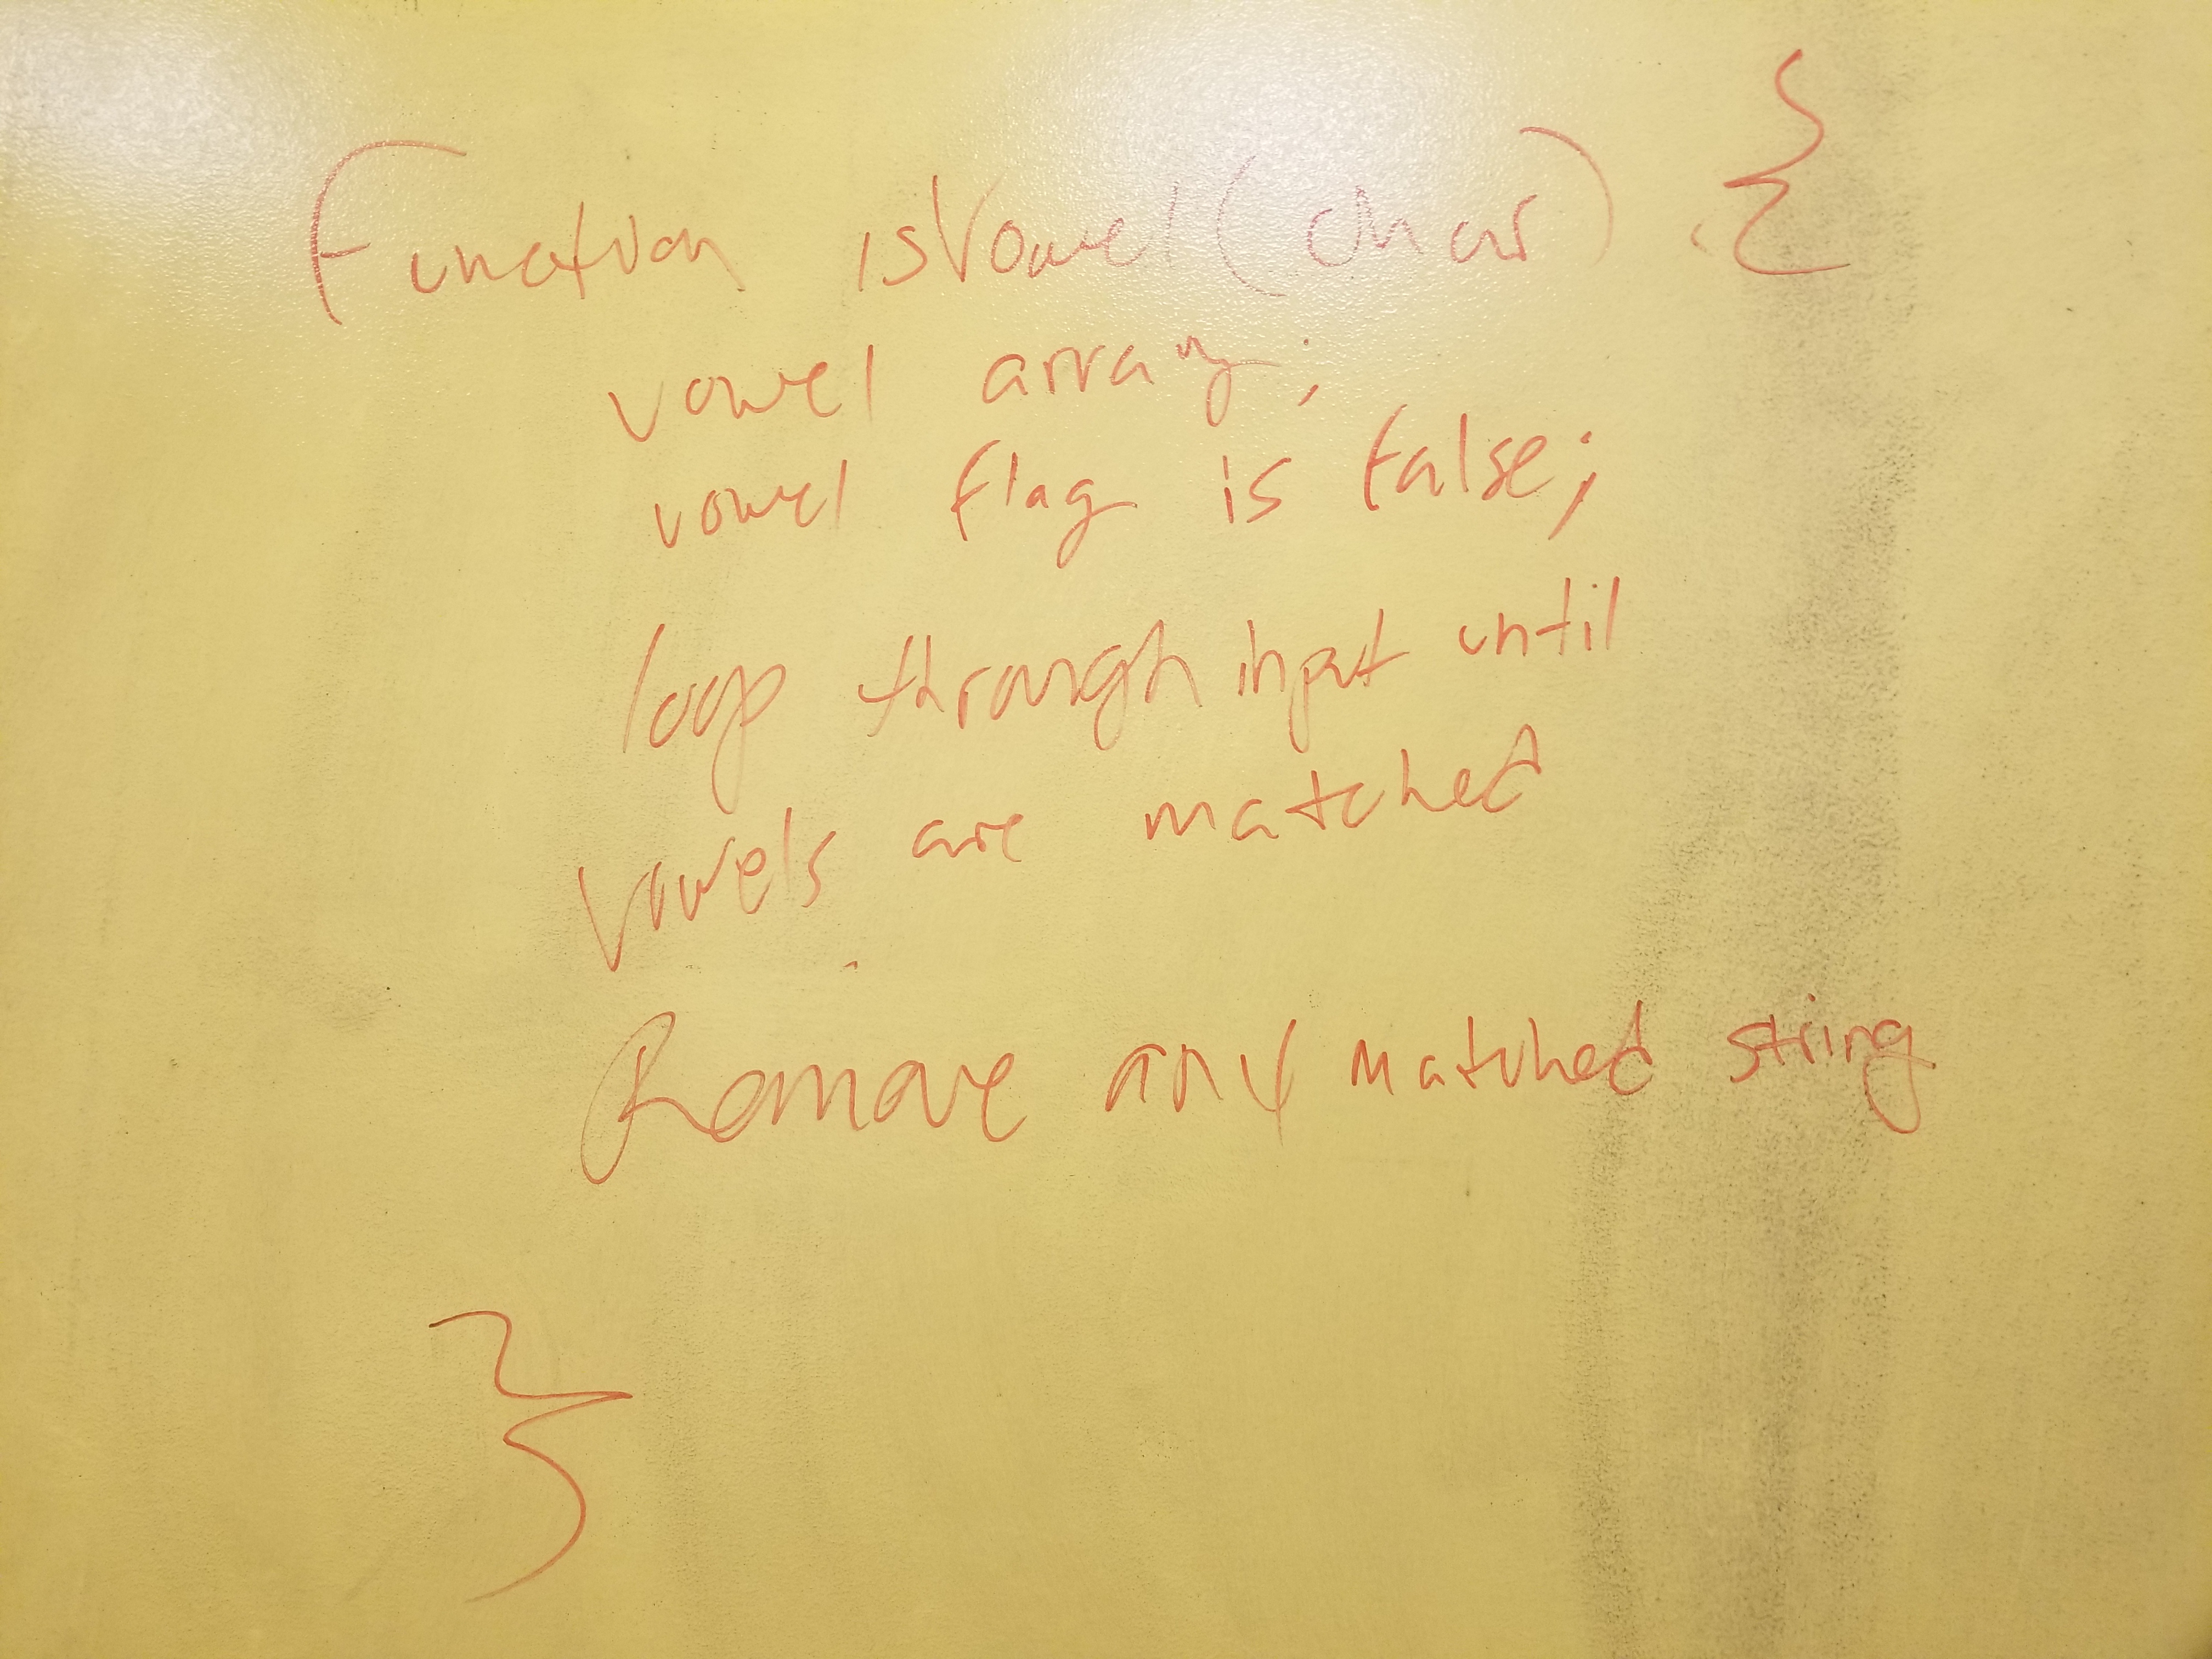 Function isVowel(char) {
vowel array;
vowel flag is false;
loop through input until
vowels are matched
Remove any matched string
}